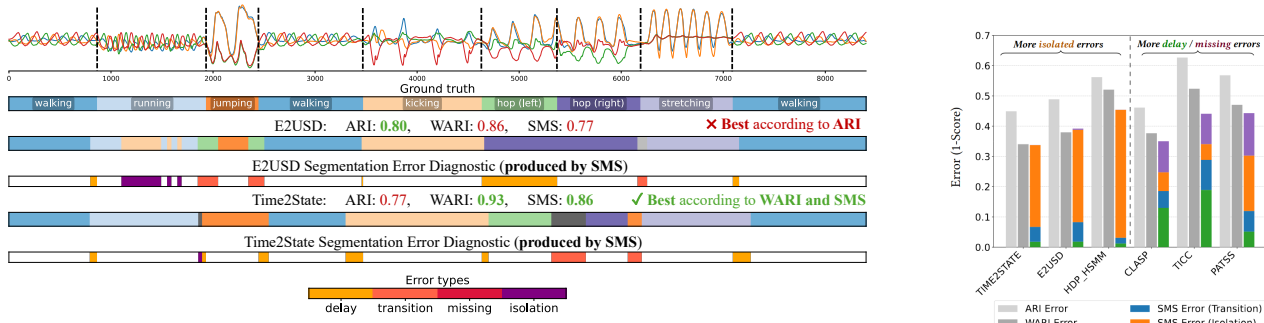 0 1000 2000 3000 4000 5000 6000 7000 8000
Ground truth
walking running jumping walking kicking hop (left) hop (right) stretching walking
E2USD: ARI: 0.80, WARI: 0.86, SMS: 0.77 ✗ Best according to ARI
E2USD Segmentation Error Diagnostic (produced by SMS)
Time2State: ARI: 0.77, WARI: 0.93, SMS: 0.86 ✓ Best according to WARI and SMS
Time2State Segmentation Error Diagnostic (produced by SMS)
Error types
delay transition missing isolation
More isolated errors More delay / missing errors
Error (1-Score)
0.7
0.6
0.5
0.4
0.3
0.2
0.1
0.0
TIME2STATE E2USD HDP_HSMM CLASP TICC PATSS
ARI Error SMS Error (Transition)
WARI Error SMS Error (Isolation)